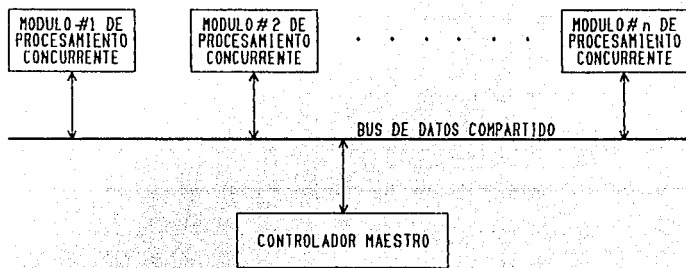 MODULO #1 DE
PROCESAMIENTO
CONCURRENTE
MODULO #2 DE
PROCESAMIENTO
CONCURRENTE
. . . . . .
MODULO #n DE
PROCESAMIENTO
CONCURRENTE
BUS DE DATOS COMPARTIDO
CONTROLADOR MAESTRO